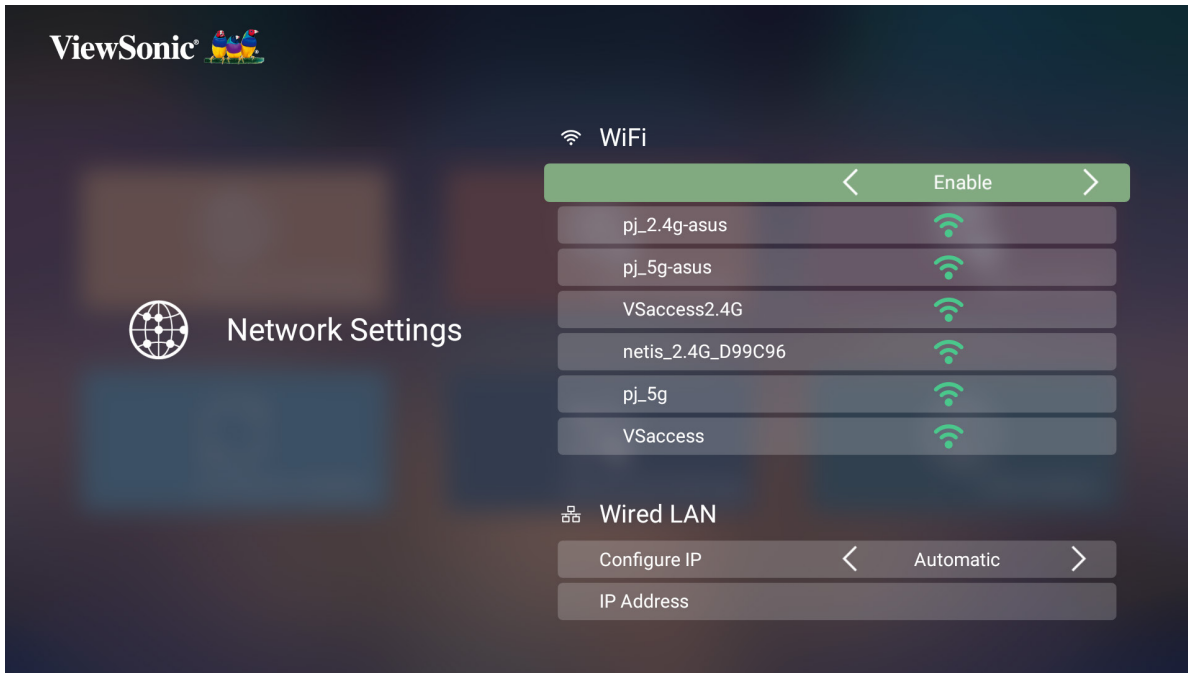 ViewSonic®
WiFi
Enable
pj_2.4g-asus
pj_5g-asus
VSaccess2.4G
Network Settings
netis_2.4G_D99C96
pj_5g
VSaccess
Wired LAN
Configure IP Automatic
IP Address